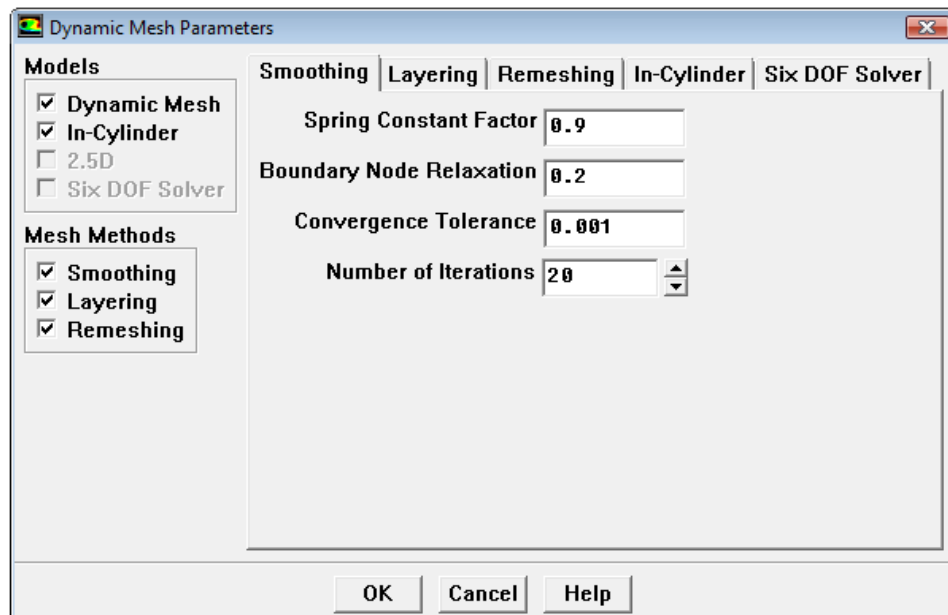 Dynamic Mesh Parameters
Models
Dynamic Mesh
In-Cylinder
2.5D
Six DOF Solver
Mesh Methods
Smoothing
Layering
Remeshing
Smoothing Layering Remeshing In-Cylinder Six DOF Solver
Spring Constant Factor 0.9
Boundary Node Relaxation 0.2
Convergence Tolerance 0.001
Number of Iterations 20
OK Cancel Help